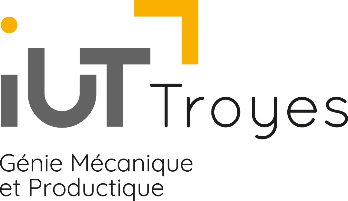 iUT Troyes
Génie Mécanique
et Productique